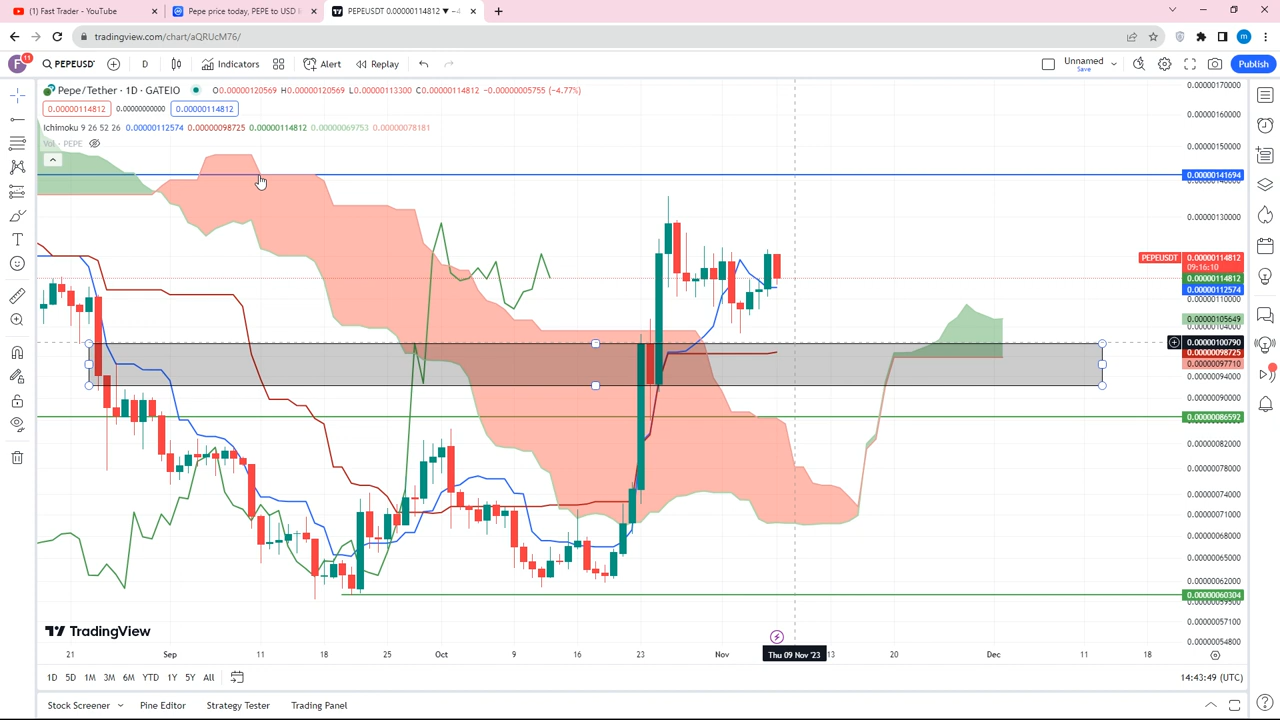 (1) Fast Trader - YouTube
Pepe price today, PEPE to USD l
PEPEUSDT 0.00000114812 ▼ −4
tradingview.com/chart/aQRUcM76/
m
F
11
PEPEUSD'
D
Indicators
Alert
Replay
Unnamed
Save
Publish
Pepe/Tether · 1D · GATEIO
O0.00000120569 H0.00000120569 L0.00000113300 C0.00000114812 −0.00000005755 (−4.77%)
0.00000114812
0.00000000000
0.00000114812
Ichimoku 9 26 52 26 0.00000112574 0.00000098725 0.00000114812 0.00000069753 0.00000078181
Vol · PEPE
0.00000170000
0.00000160000
0.00000150000
0.00000141694
0.00000130000
PEPEUSDT 0.00000114812
09:16:10
0.00000114812
0.00000112574
0.00000110000
0.00000105649
0.00000104000
0.00000100790
0.00000098725
0.00000097710
0.00000094000
0.00000090000
0.00000086592
0.00000082000
0.00000078000
0.00000074000
0.00000071000
0.00000068000
0.00000065000
0.00000062000
0.00000060304
0.00000057100
0.00000054800
TradingView
21 Sep 11 18 25 Oct 9 16 23 Nov Thu 09 Nov '23 13 20 Dec 11 18
1D 5D 1M 3M 6M YTD 1Y 5Y All
14:43:49 (UTC)
Stock Screener
Pine Editor
Strategy Tester
Trading Panel